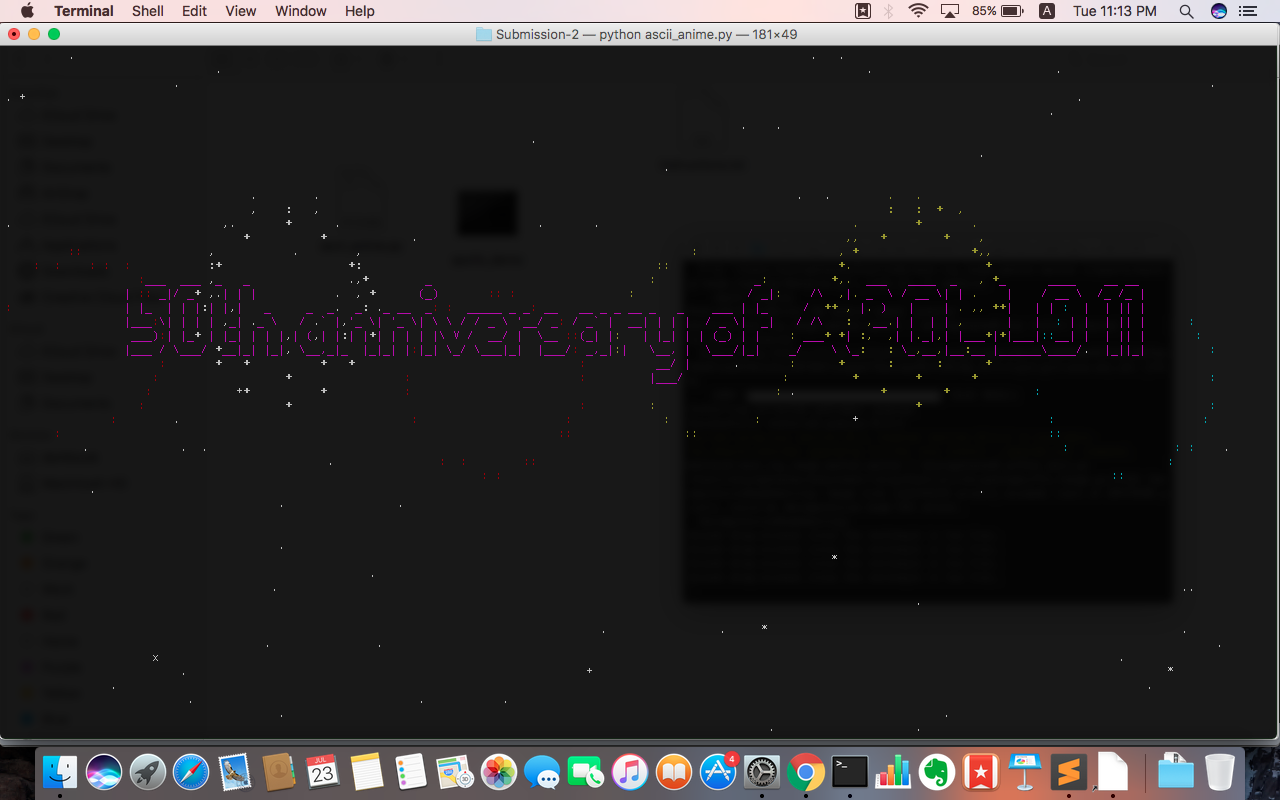 Terminal Shell Edit View Window Help 85% A Tue 11:13 PM
Submission-2 — python ascii_anime.py — 181×49
50th anniversary of APOLLO 11
JUL
23
4
>_